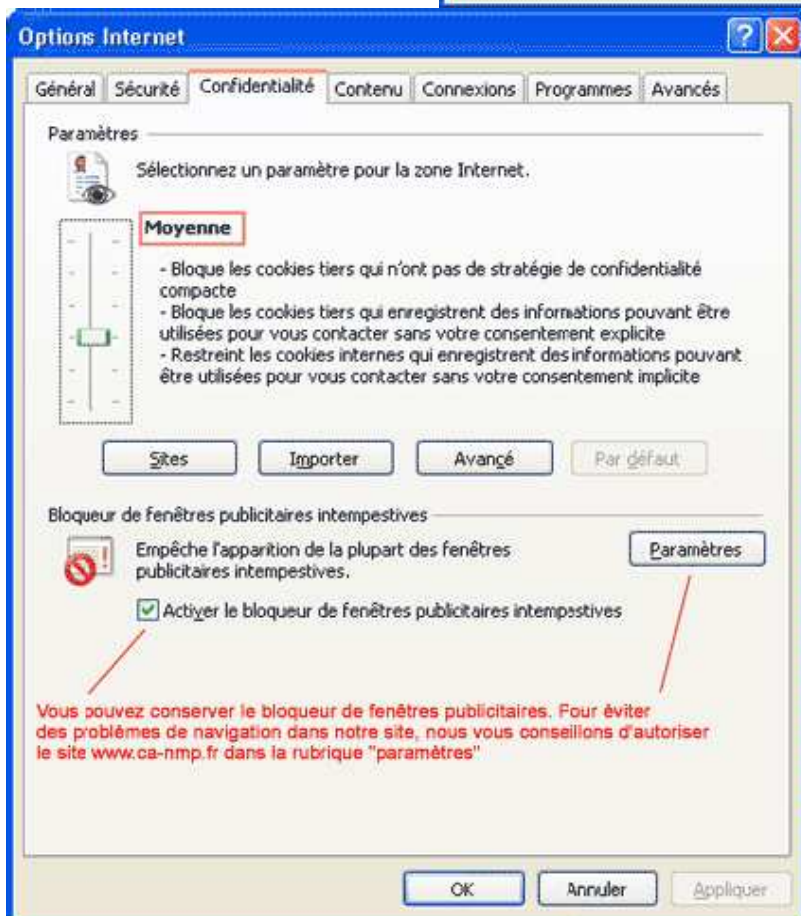 Options Internet
Général Sécurité Confidentialité Contenu Connexions Programmes Avancés
Paramètres
Sélectionnez un paramètre pour la zone Internet.
Moyenne
- Bloque les cookies tiers qui n'ont pas de stratégie de confidentialité
compacte
- Bloque les cookies tiers qui enregistrent des informations pouvant être
utilisées pour vous contacter sans votre consentement explicite
- Restreint les cookies internes qui enregistrent des informations pouvant
être utilisées pour vous contacter sans votre consentement implicite
Sites Importer Avancé Par défaut
Bloqueur de fenêtres publicitaires intempestives
Empêche l'apparition de la plupart des fenêtres
publicitaires intempestives.
Paramètres
Activer le bloqueur de fenêtres publicitaires intempestives
Vous pouvez conserver le bloqueur de fenêtres publicitaires. Four éviter
des problèmes de navigation dans notre site, nous vous conseillons d'autoriser
le site www.ca-nmp.fr dans la rubrique "paramètres"
OK Annuler Appliquer